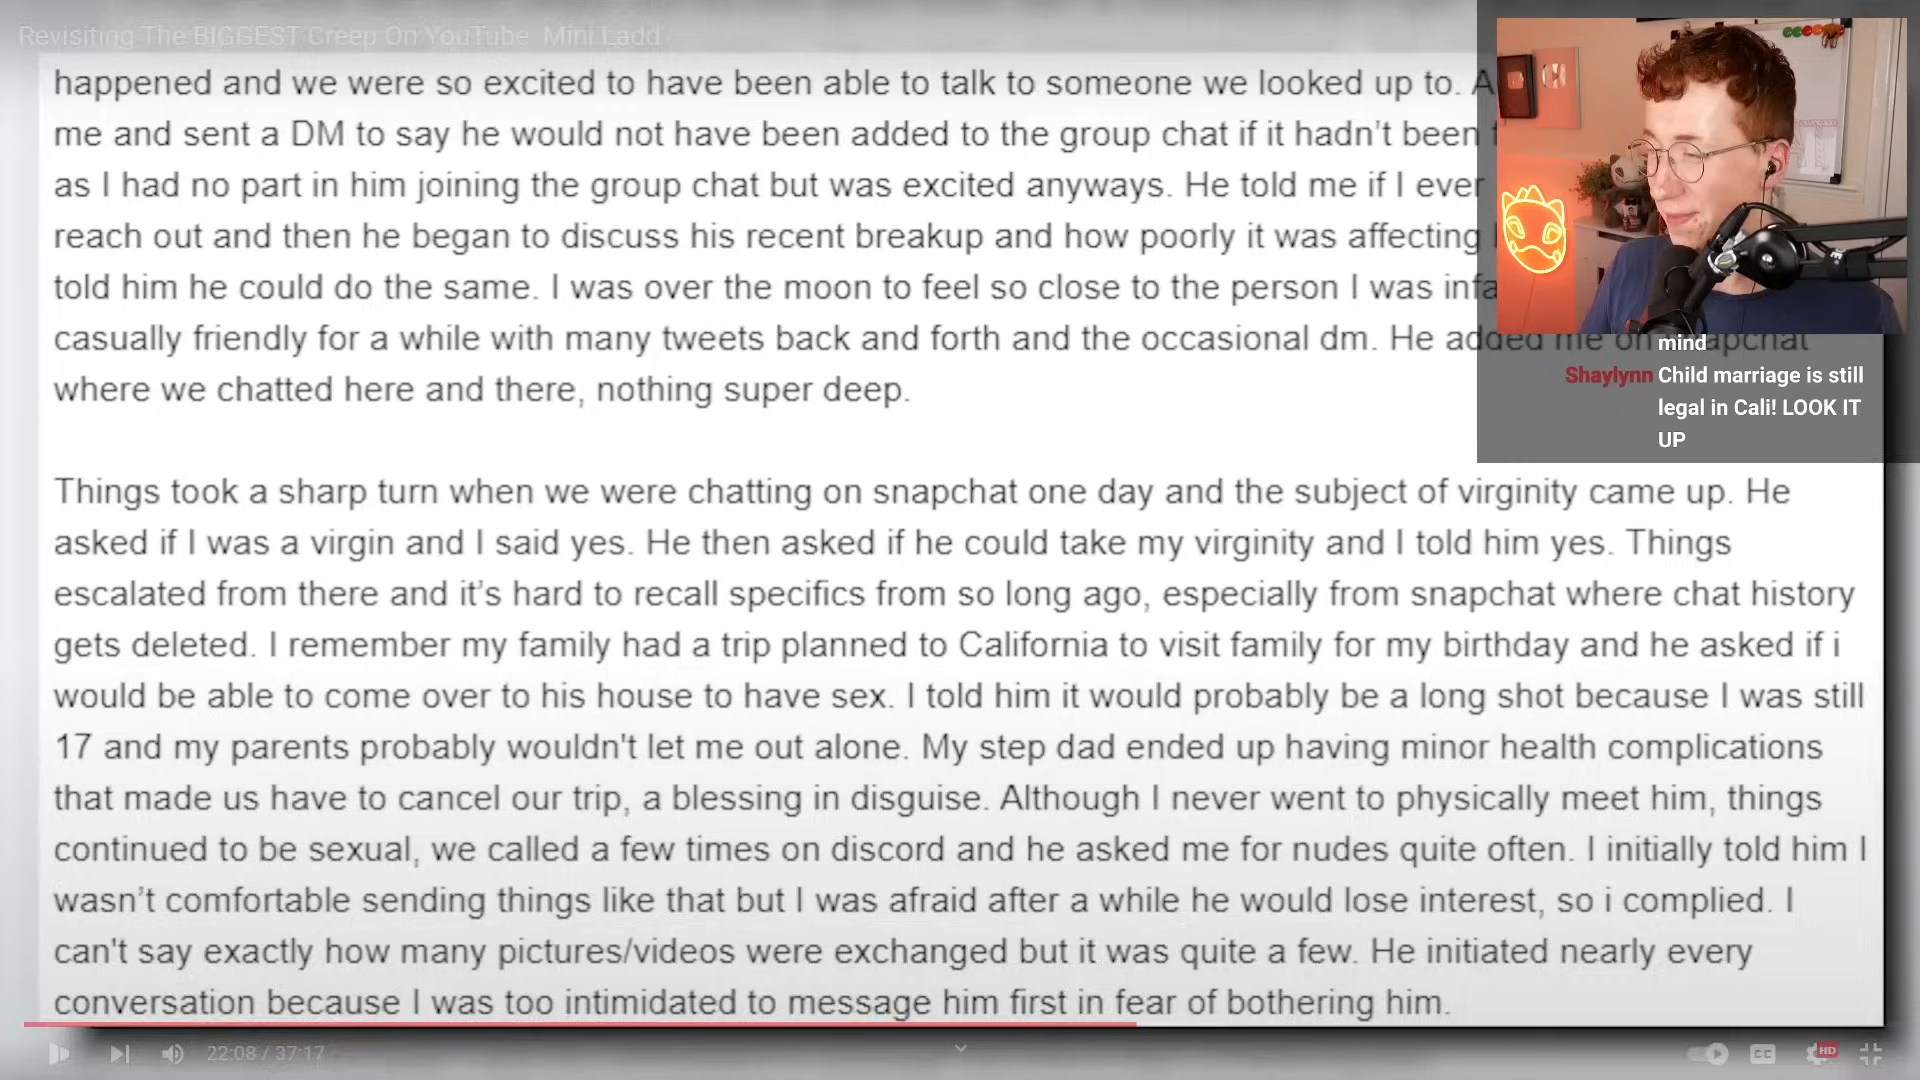 Revisiting The BIGGEST Creep On YouTube Mini Ladd
happened and we were so excited to have been able to talk to someone we looked up to. A
me and sent a DM to say he would not have been added to the group chat if it hadn't been
as I had no part in him joining the group chat but was excited anyways. He told me if I ever
reach out and then he began to discuss his recent breakup and how poorly it was affecting
told him he could do the same. I was over the moon to feel so close to the person I was infa
casually friendly for a while with many tweets back and forth and the occasional dm. He added me on snapchat
where we chatted here and there, nothing super deep.
mind
Shaylynn Child marriage is still
legal in Cali! LOOK IT
UP
Things took a sharp turn when we were chatting on snapchat one day and the subject of virginity came up. He
asked if I was a virgin and I said yes. He then asked if he could take my virginity and I told him yes. Things
escalated from there and it's hard to recall specifics from so long ago, especially from snapchat where chat history
gets deleted. I remember my family had a trip planned to California to visit family for my birthday and he asked if i
would be able to come over to his house to have sex. I told him it would probably be a long shot because I was still
17 and my parents probably wouldn't let me out alone. My step dad ended up having minor health complications
that made us have to cancel our trip, a blessing in disguise. Although I never went to physically meet him, things
continued to be sexual, we called a few times on discord and he asked me for nudes quite often. I initially told him I
wasn't comfortable sending things like that but I was afraid after a while he would lose interest, so i complied. I
can't say exactly how many pictures/videos were exchanged but it was quite a few. He initiated nearly every
conversation because I was too intimidated to message him first in fear of bothering him.
22:08 / 37:17
CC
HD